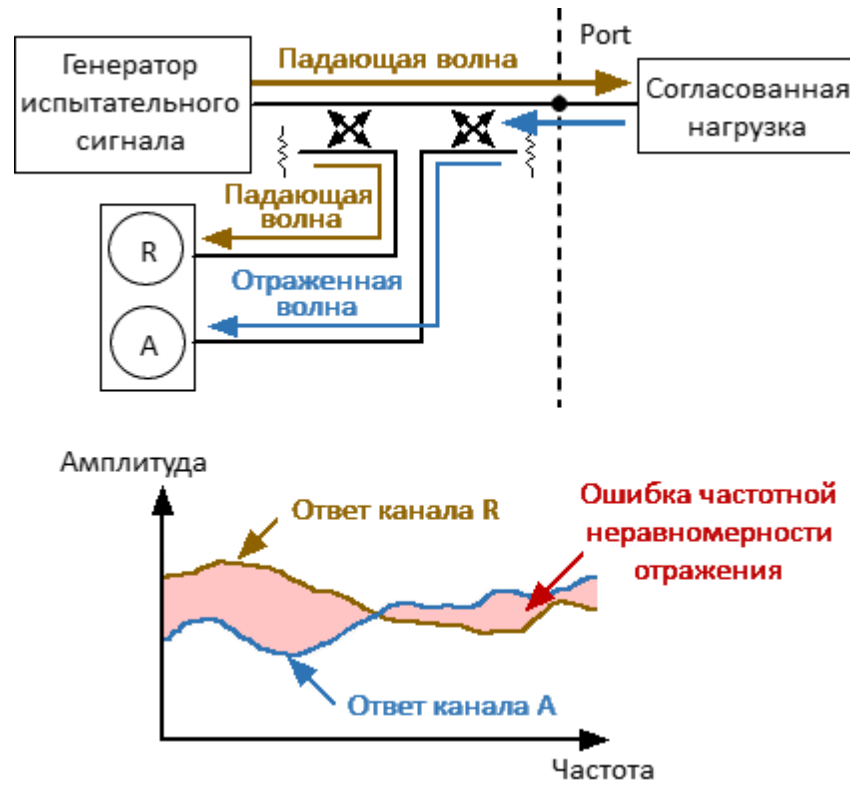 Port
Генератор
испытательного
сигнала
Падающая волна
Согласованная
нагрузка
Падающая
волна
R
Отраженная
волна
A
Амплитуда
Ответ канала R
Ошибка частотной
неравномерности
отражения
Ответ канала A
Частота